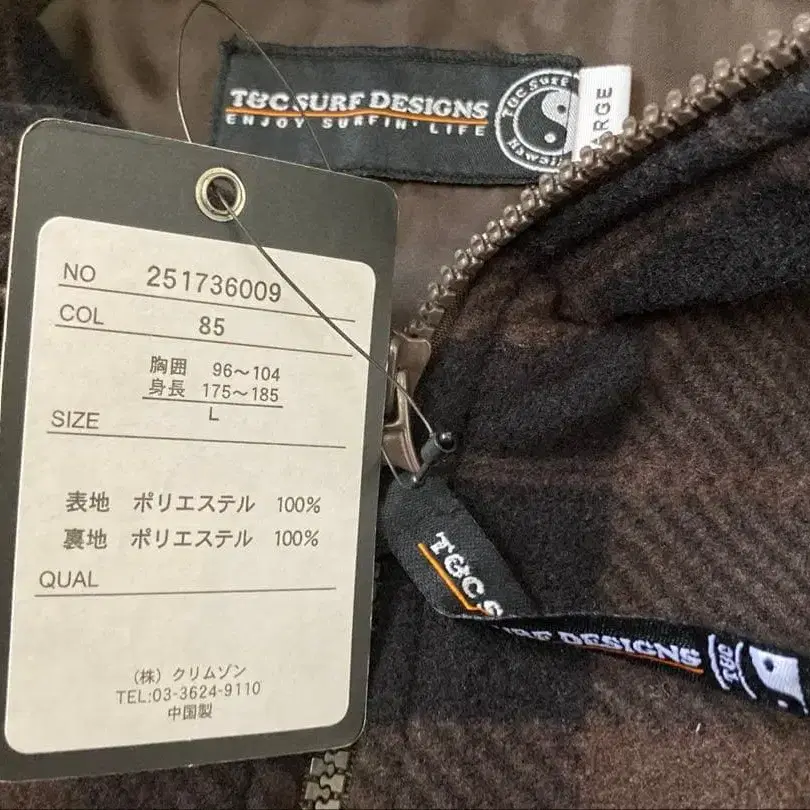 T&C SURF DESIGNS
ENJOY SURFIN' LIFE
T&C SURF
NO 251736009
COL 85
胸囲 96～104
身長 175～185
SIZE L
表地 ポリエステル 100%
裏地 ポリエステル 100%
QUAL
(株) クリムゾン
TEL:03-3624-9110
中国製
T&C S
SURF DESIGNS
T&C